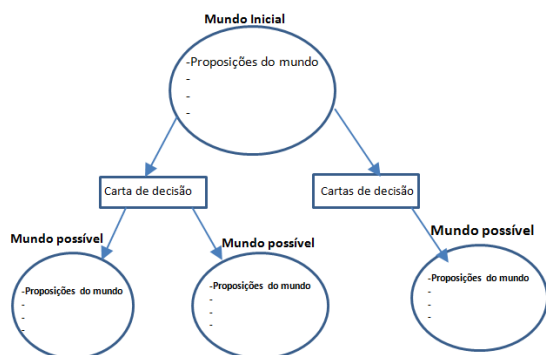 Mundo Inicial
-Proposições do mundo
-
-
-
Carta de decisão
Cartas de decisão
Mundo possível
-Proposições do mundo
-
-
-
Mundo possível
-Proposições do mundo
-
-
-
Mundo possível
-Proposições do mundo
-
-
-